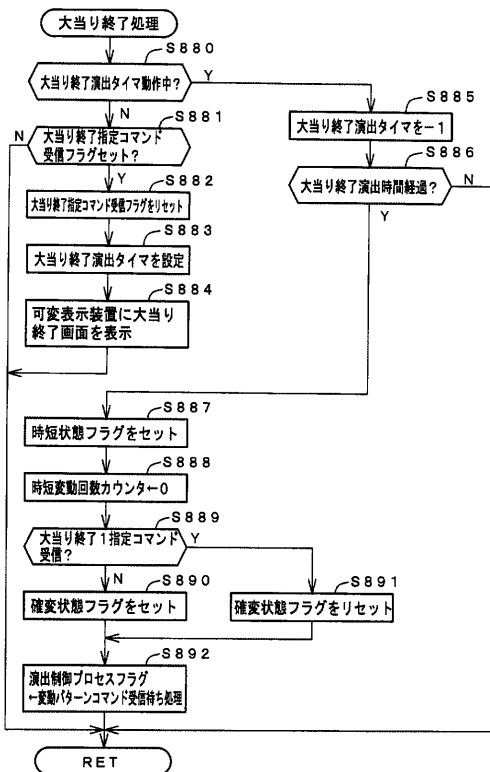 大当り終了処理
S880
大当り終了演出タイマ動作中?
Y
N
S881
N
大当り終了指定コマンド
受信フラグセット?
Y
S882
大当り終了指定コマンド受信フラグをリセット
S883
大当り終了演出タイマを設定
S884
可変表示装置に大当り
終了画面を表示
S885
大当り終了演出タイマを−1
S886
大当り終了演出時間経過?
N
Y
S887
時短状態フラグをセット
S888
時短変動回数カウンタ←0
S889
大当り終了1指定コマンド
受信?
Y
N
S890
確変状態フラグをセット
S891
確変状態フラグをリセット
S892
演出制御プロセスフラグ
←変動パターンコマンド受信待ち処理
RET